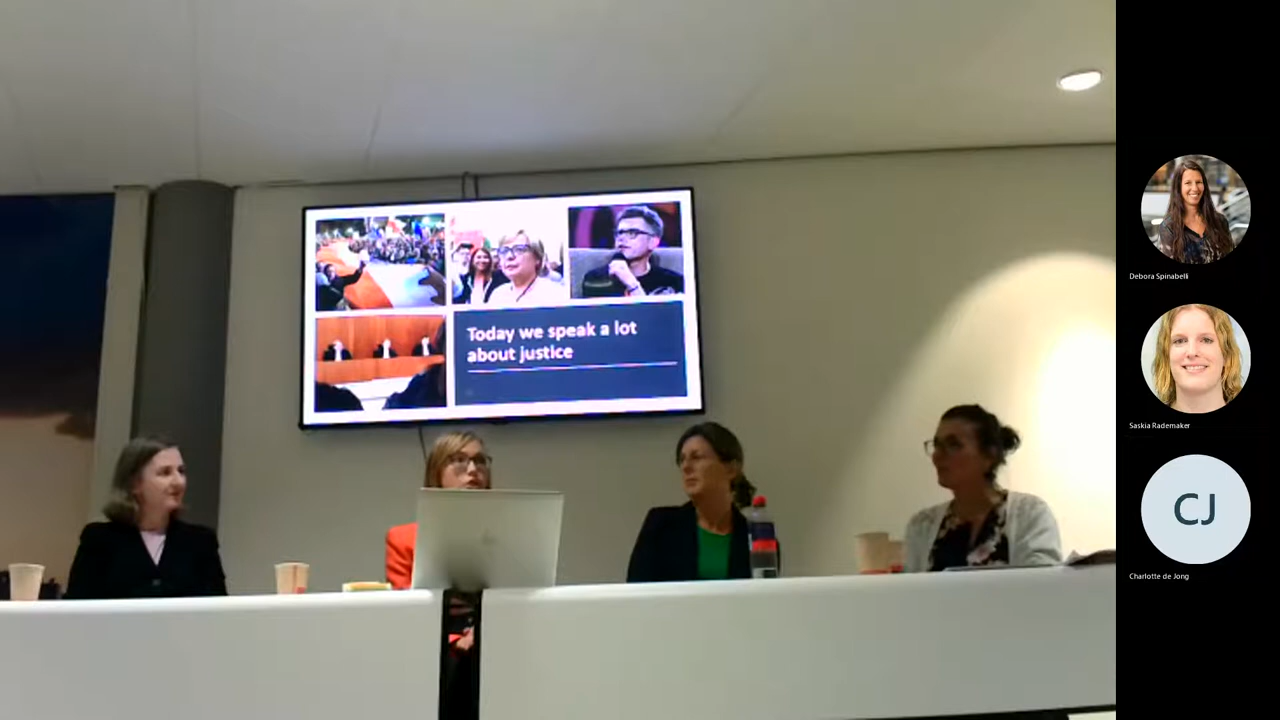 Today we speak a lot
about justice
Debora Spinabelli
Saskia Rademaker
CJ
Charlotte de Jong